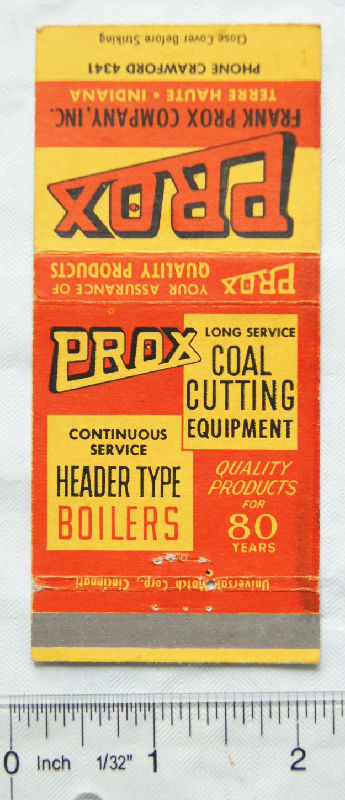 Close Cover Before Striking
PHONE CRAWFORD 4341
TERRE HAUTE • INDIANA
FRANK PROX COMPANY, INC.
PROX
PROX YOUR ASSURANCE OF
QUALITY PRODUCTS
PROX
LONG SERVICE
COAL
CUTTING
EQUIPMENT
CONTINUOUS
SERVICE
HEADER TYPE
BOILERS
QUALITY
PRODUCTS
FOR
80
YEARS
Universal Match Corp., Cincinnati
0 Inch 1/32" 1 2